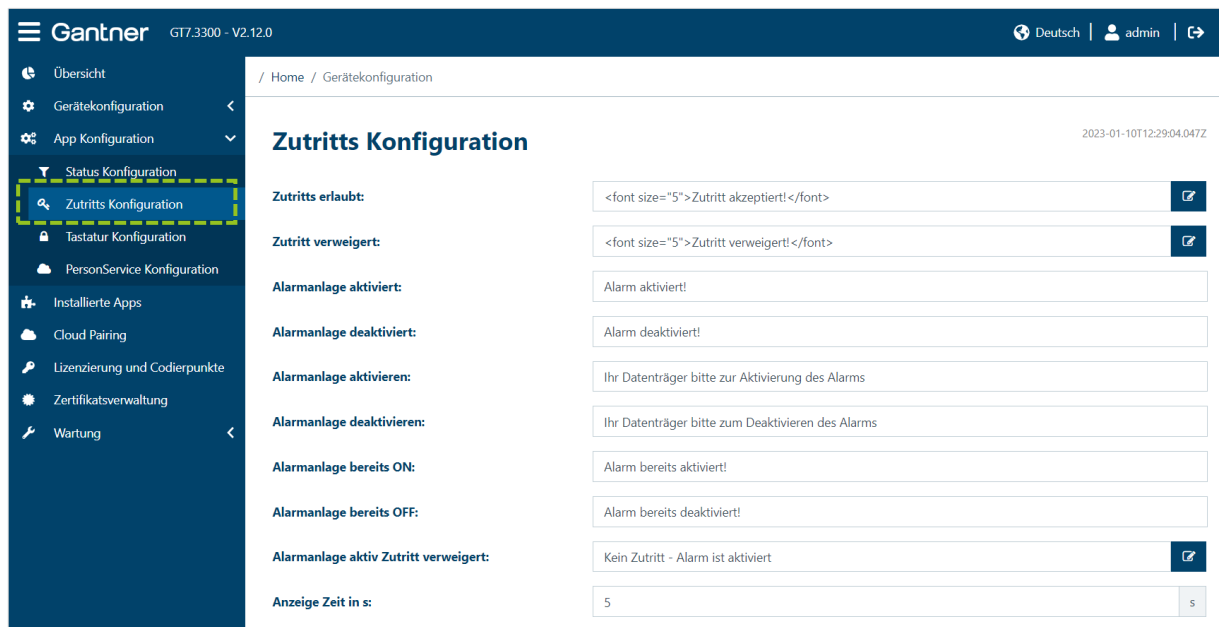 Gantner GT7.3300 - V2.12.0 Deutsch admin
Übersicht
Gerätekonfiguration
App Konfiguration
Status Konfiguration
Zutritts Konfiguration
Tastatur Konfiguration
PersonService Konfiguration
Installierte Apps
Cloud Pairing
Lizenzierung und Codierpunkte
Zertifikatsverwaltung
Wartung
/ Home / Gerätekonfiguration
Zutritts Konfiguration 2023-01-10T12:29:04.047Z
Zutritts erlaubt: <font size="5">Zutritt akzeptiert!</font>
Zutritt verweigert: <font size="5">Zutritt verweigert!</font>
Alarmanlage aktiviert: Alarm aktiviert!
Alarmanlage deaktiviert: Alarm deaktiviert!
Alarmanlage aktivieren: Ihr Datenträger bitte zur Aktivierung des Alarms
Alarmanlage deaktivieren: Ihr Datenträger bitte zum Deaktivieren des Alarms
Alarmanlage bereits ON: Alarm bereits aktiviert!
Alarmanlage bereits OFF: Alarm bereits deaktiviert!
Alarmanlage aktiv Zutritt verweigert: Kein Zutritt - Alarm ist aktiviert
Anzeige Zeit in s: 5 s